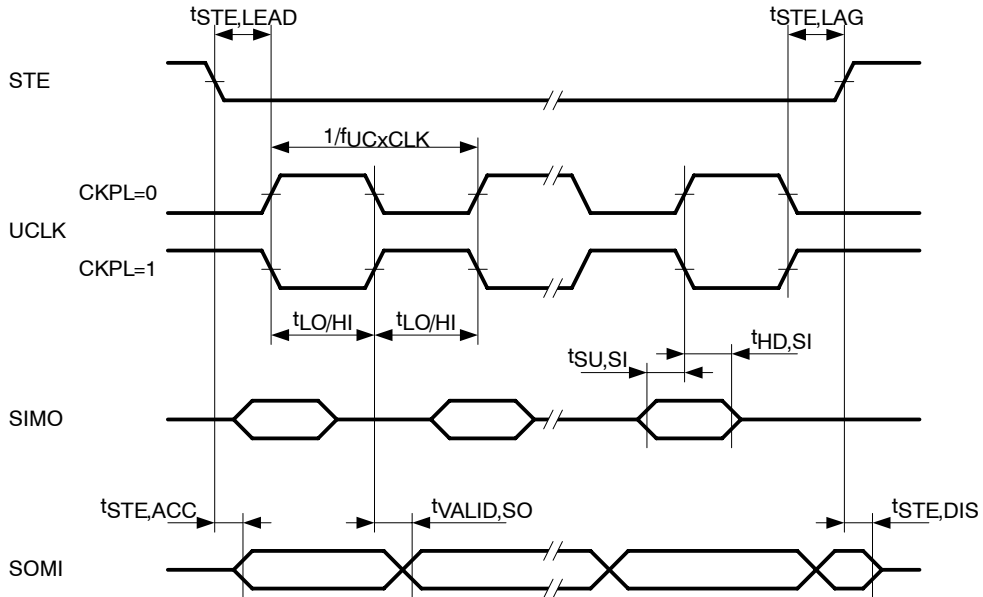 tSTE,LEAD
tSTE,LAG
STE
1/fUCxCLK
CKPL=0
UCLK
CKPL=1
tLO/HI
tLO/HI
tHD,SI
tSU,SI
SIMO
tSTE,ACC
tVALID,SO
tSTE,DIS
SOMI